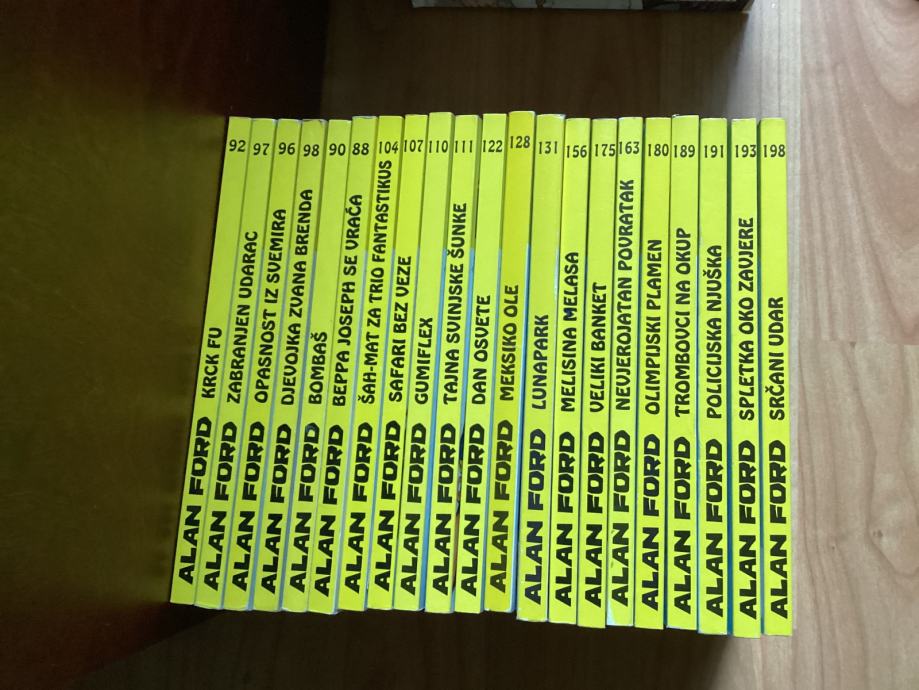 ALAN FORD KRCK FU 92
ALAN FORD ZABRANJEN UDARAC 97
ALAN FORD OPASNOST IZ SVEMIRA 96
ALAN FORD DJEVOJKA ZVANA BRENDA 98
ALAN FORD BOMBAŠ 90
ALAN FORD BEPPA JOSEPH SE VRAĆA 88
ALAN FORD ŠAH-MAT ZA TRIO FANTASTIKUS 104
ALAN FORD SAFARI BEZ VEZE 107
ALAN FORD GUMIFLEX 110
ALAN FORD TAJNA SVINJSKE ŠUNKE 111
ALAN FORD DAN OSVETE 122
ALAN FORD MEKSIKO OLE 128
ALAN FORD LUNAPARK 131
ALAN FORD MELISINA MELASA 156
ALAN FORD VELIKI BANKET 175
ALAN FORD NEVJEROJATAN POVRATAK 163
ALAN FORD OLIMPIJSKI PLAMEN 180
ALAN FORD TROMBOVCI NA OKUP 189
ALAN FORD POLICIJSKA NJUŠKA 191
ALAN FORD SPLETKA OKO ZAVJERE 193
ALAN FORD SRČANI UDAR 198